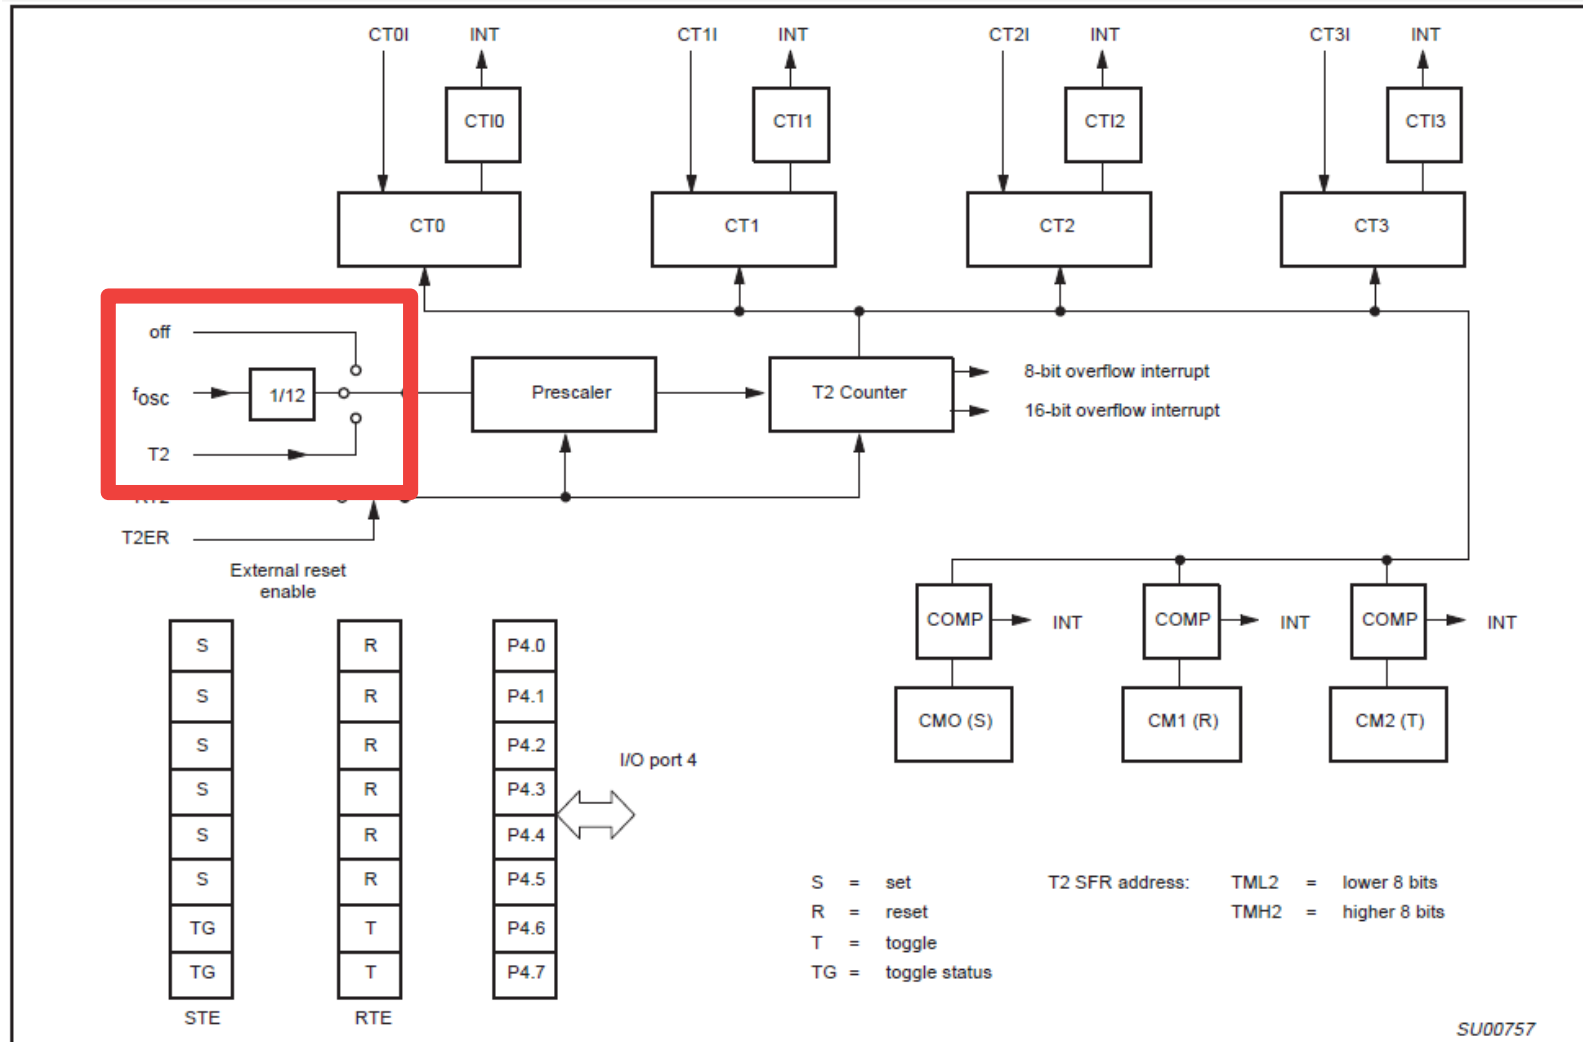 CT0I INT CT1I INT CT2I INT CT3I INT
CTI0 CTI1 CTI2 CTI3
CT0 CT1 CT2 CT3
off
fosc 1/12 Prescaler T2 Counter 8-bit overflow interrupt
16-bit overflow interrupt
T2
T2ER
External reset
enable
COMP INT COMP INT COMP INT
CMO (S) CM1 (R) CM2 (T)
S R P4.0
S R P4.1
S R P4.2
S R P4.3
S R P4.4
S R P4.5
TG T P4.6
TG T P4.7
STE RTE
I/O port 4
S = set
R = reset
T = toggle
TG = toggle status
T2 SFR address: TML2 = lower 8 bits
TMH2 = higher 8 bits
SU00757